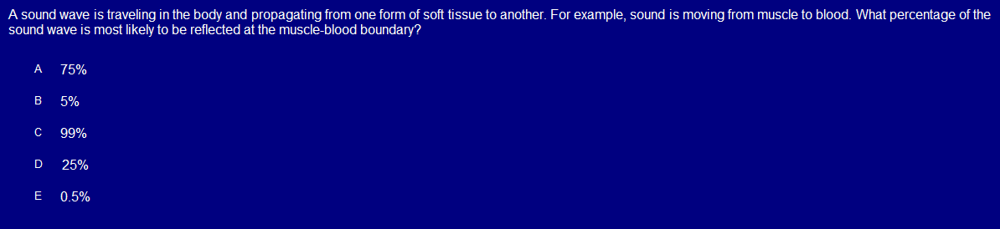 A sound wave is traveling in the body and propagating from one form of soft tissue to another. For example, sound is moving from muscle to blood. What percentage of the
sound wave is most likely to be reflected at the muscle-blood boundary?
A 75%
B 5%
C 99%
D 25%
E 0.5%